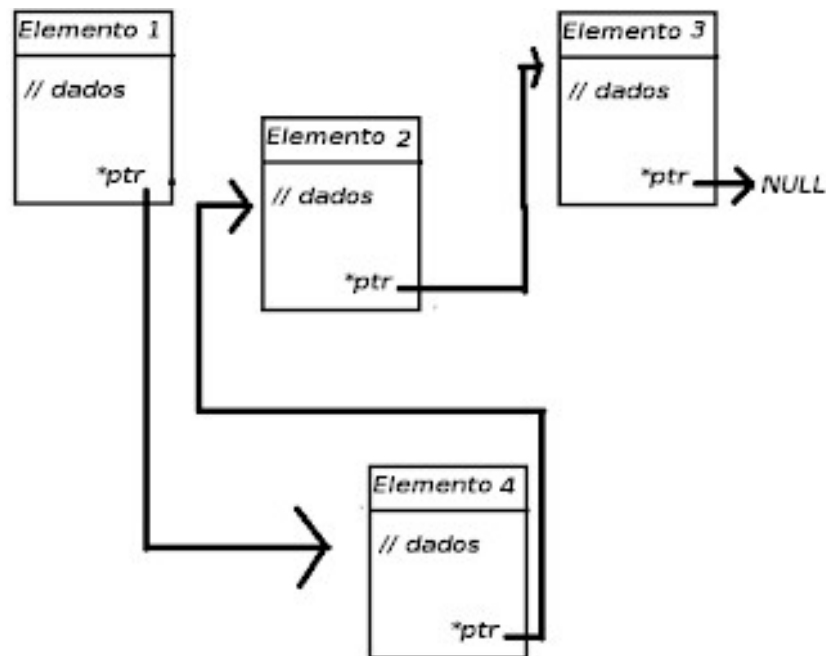 Elemento 1
// dados
*ptr
Elemento 2
// dados
*ptr
Elemento 3
// dados
*ptr
NULL
Elemento 4
// dados
*ptr